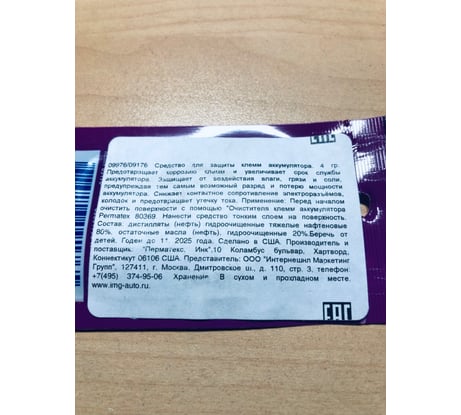 EAC
09976/09176 Средство для защиты клемм аккумулятора. 4 гр.
Предотвращает коррозию клемм и увеличивает срок службы
аккумулятора. Защищает от воздействия влаги, грязи и соли,
предупреждая тем самым возможный разряд и потерю мощности
аккумулятора. Снижает контактное сопротивление электроразъёмов,
колодок и предотвращает утечку тока. Применение: Перед началом
очистить поверхности с помощью "Очистителя клемм аккумулятора
Permatex 80369. Нанести средство тонким слоем на поверхность.
Состав: дистилляты (нефть) гидроочищенные тяжелые нафтеновые
80%, остаточные масла (нефть), гидроочищенные 20%.Беречь от
детей. Годен до 11. 2025 года. Сделано в США. Производитель и
поставщик: "Перматекс, Инк".10 Коламбус бульвар, Хартворд,
Коннектикут 06106 США. Представитель: ООО "Интернешнл Маркетинг
Групп", 127411, г. Москва, Дмитровское ш., д. 110, стр. 3, телефон:
+7(495) 374-95-06 Хранение: В сухом и прохладном месте.
www.img-auto.ru.
EAC